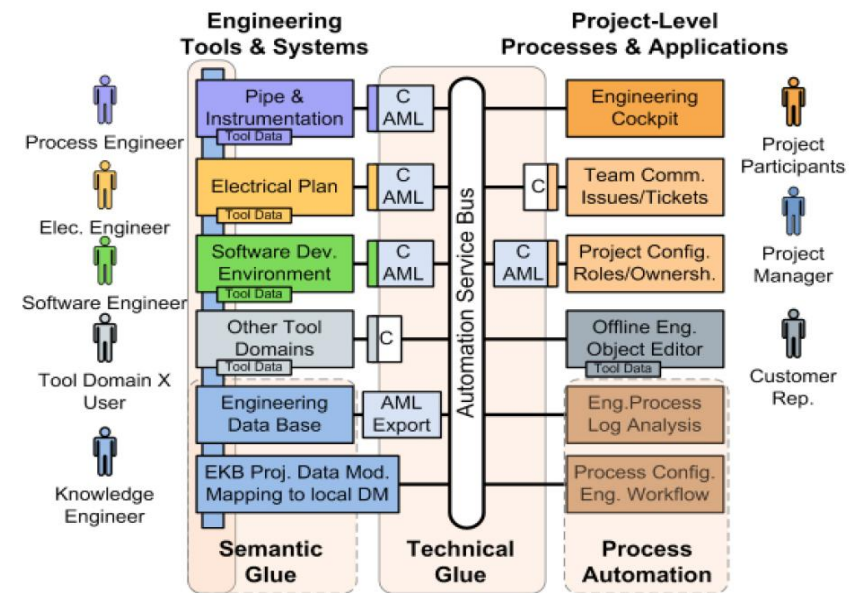 Engineering
Tools & Systems
Project-Level
Processes & Applications
Process Engineer
Elec. Engineer
Software Engineer
Tool Domain X
User
Knowledge
Engineer
Pipe &
Instrumentation
Tool Data
C
AML
Electrical Plan
Tool Data
C
AML
Software Dev.
Environment
Tool Data
C
AML
Other Tool
Domains
Tool Data
C
Engineering
Data Base
AML
Export
EKB Proj. Data Mod.
Mapping to local DM
Automation Service Bus
Engineering
Cockpit
C
Team Comm.
Issues/Tickets
C
AML
Project Config.
Roles/Ownersh.
Offline Eng.
Object Editor
Tool Data
Eng.Process
Log Analysis
Process Config.
Eng. Workflow
Project
Participants
Project
Manager
Customer
Rep.
Semantic
Glue
Technical
Glue
Process
Automation